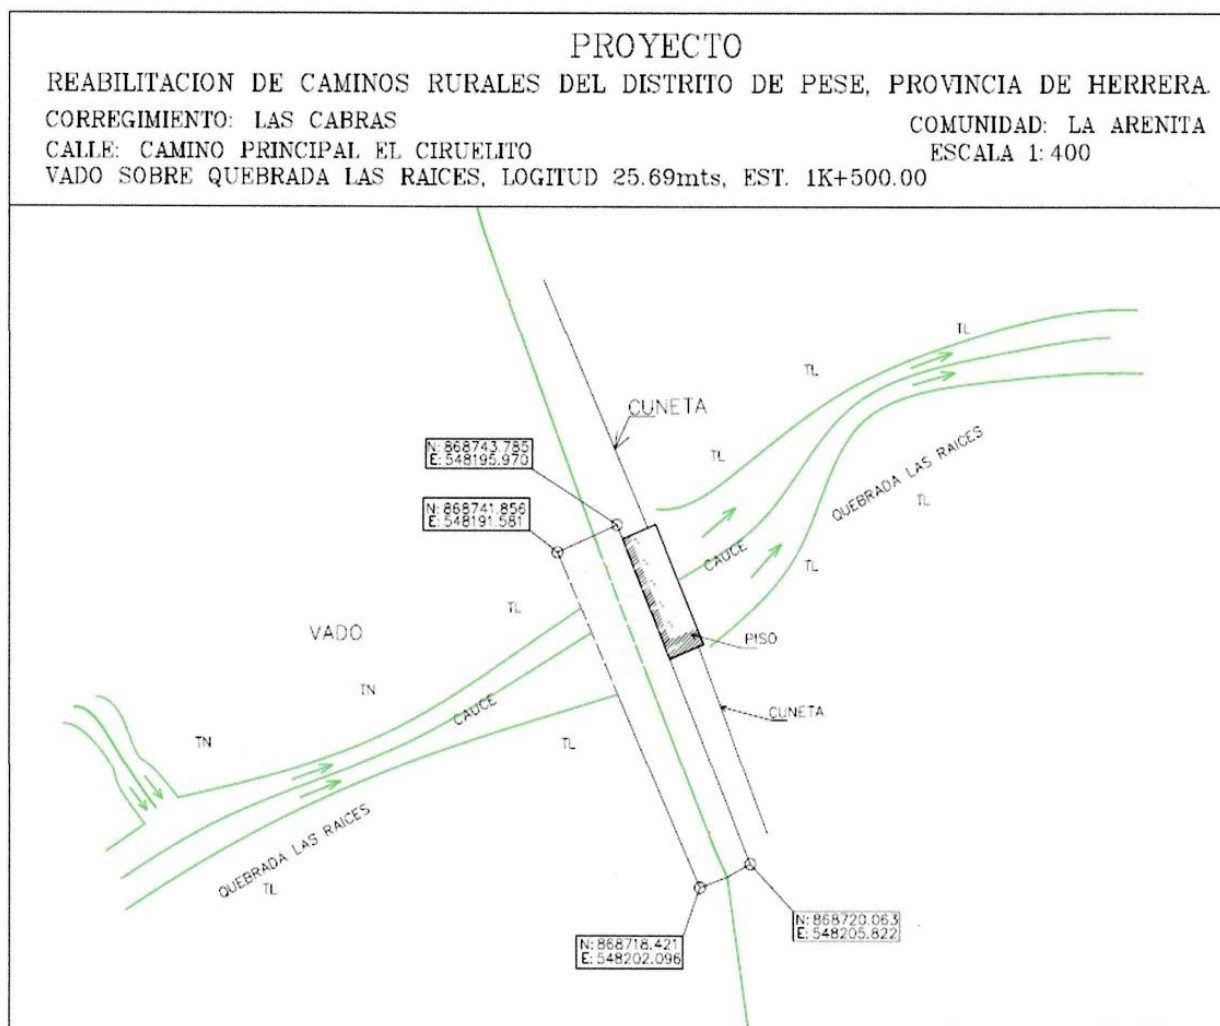 PROYECTO
REABILITACION DE CAMINOS RURALES DEL DISTRITO DE PESE, PROVINCIA DE HERRERA.
CORREGIMIENTO: LAS CABRAS
COMUNIDAD: LA ARENITA
CALLE: CAMINO PRINCIPAL EL CIRUELITO
ESCALA 1:400
VADO SOBRE QUEBRADA LAS RAICES, LOGITUD 25.69mts, EST. 1K+500.00
TL
TL
CUNETA
N: 868743.785
E: 548195.970
TL
QUEBRADA LAS RAICES
TL
N: 868741.856
E: 548191.581
CAUCE
TL
TL
VADO
PISO
TN
CAUCE
CUNETA
TN
TL
QUEBRADA LAS RAICES
TL
N: 868720.063
E: 548205.822
N: 868718.421
E: 548202.096